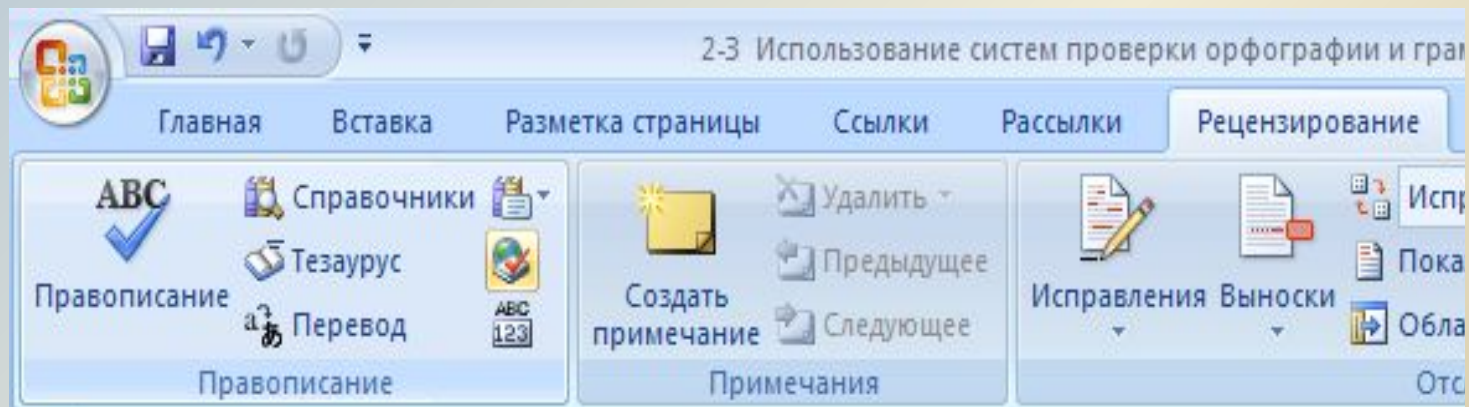 2-3 Использование систем проверки орфографии и
Главная Вставка Разметка страницы Ссылки Рассылки Рецензирование
ABC
Правописание
Справочники
Тезаурус
Перевод
ABC
123
Правописание
Создать
примечание
Удалить
Предыдущее
Следующее
Примечания
Исправления
Выноски